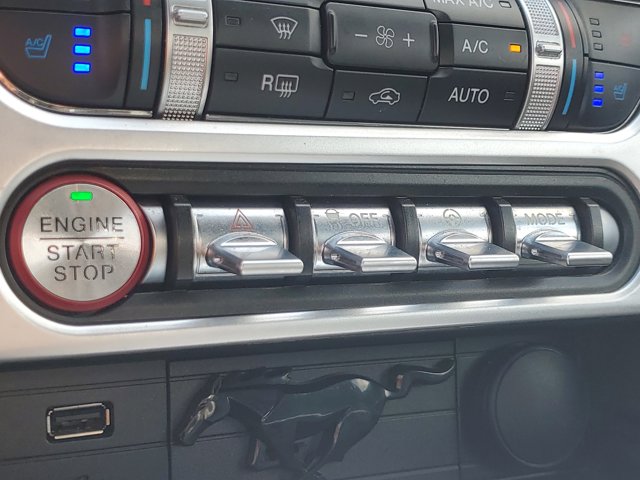 MAX A/C
A/C
A/C
R
AUTO
ENGINE
START
STOP
OFF
MODE